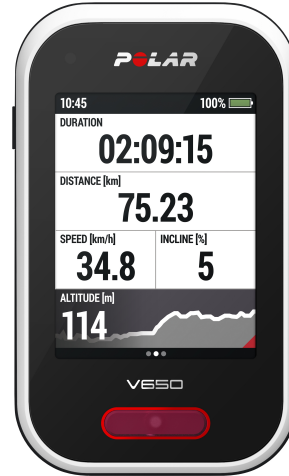 POLAR
10:45 100%
DURATION
02:09:15
DISTANCE [km]
75.23
SPEED [km/h] INCLINE [%]
34.8 5
ALTITUDE [m]
114
V650